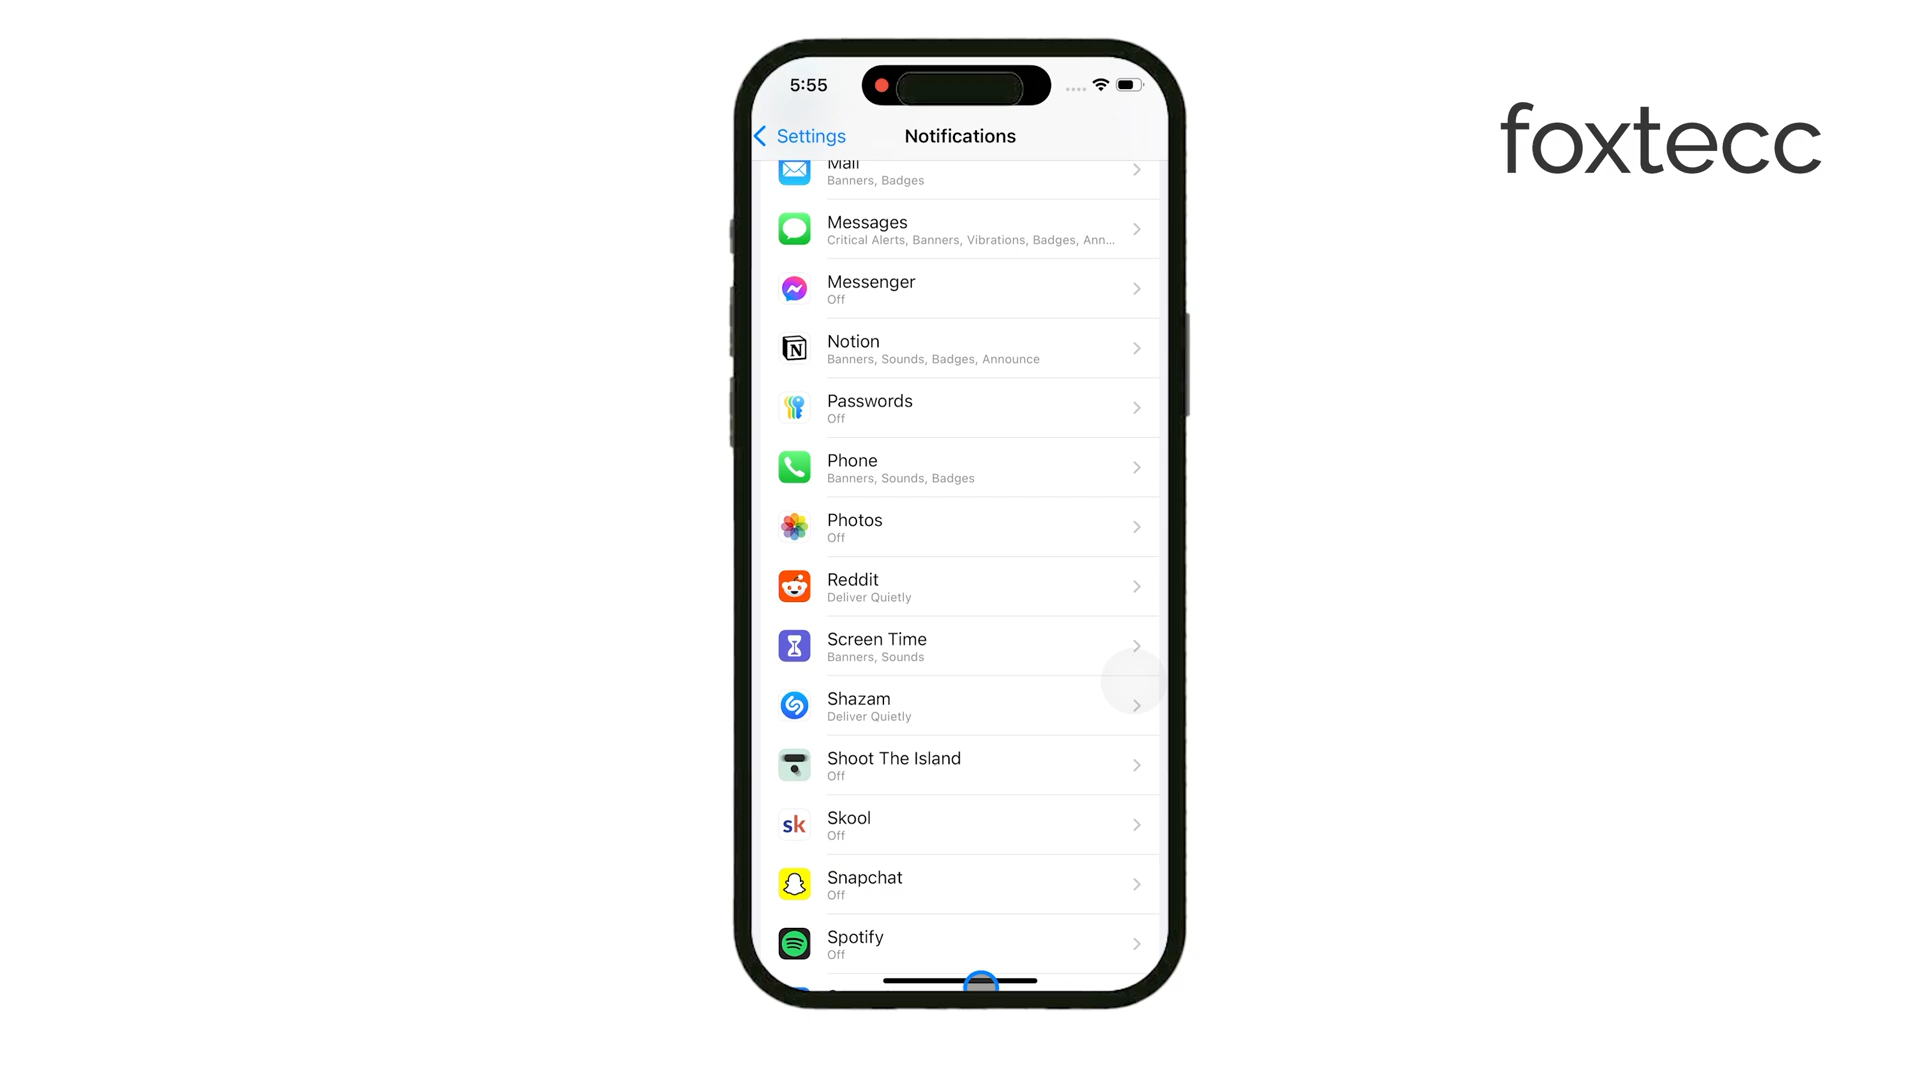 5:55
foxtecc
Settings
Notifications
Mail
Banners, Badges
Messages
Critical Alerts, Banners, Vibrations, Badges, Ann...
Messenger
Off
Notion
Banners, Sounds, Badges, Announce
N
Passwords
Off
Phone
Banners, Sounds, Badges
Photos
Off
Reddit
Deliver Quietly
Screen Time
Banners, Sounds
Shazam
Deliver Quietly
Shoot The Island
Off
sk
Skool
Off
Snapchat
Off
Spotify
Off